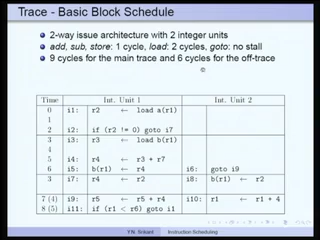 Trace - Basic Block Schedule
2-way issue architecture with 2 integer units
add, sub, store: 1 cycle, load: 2 cycles, goto: no stall
9 cycles for the main trace and 6 cycles for the off-trace
Time Int. Unit 1 Int. Unit 2
0 i1: r2 ← load a(r1)
1
2 i2: if (r2 != 0) goto i7
3 i3: r3 ← load b(r1)
4
5 i4: r4 ← r3 + r7
6 i5: b(r1) ← r4 i6: goto i9
3 i7: r4 ← r2 i8: b(r1) ← r2
7 (4) i9: r5 ← r5 + r4 i10: r1 ← r1 + 4
8 (5) i11: if (r1 < r6) goto i1
Y.N. Srikant Instruction Scheduling